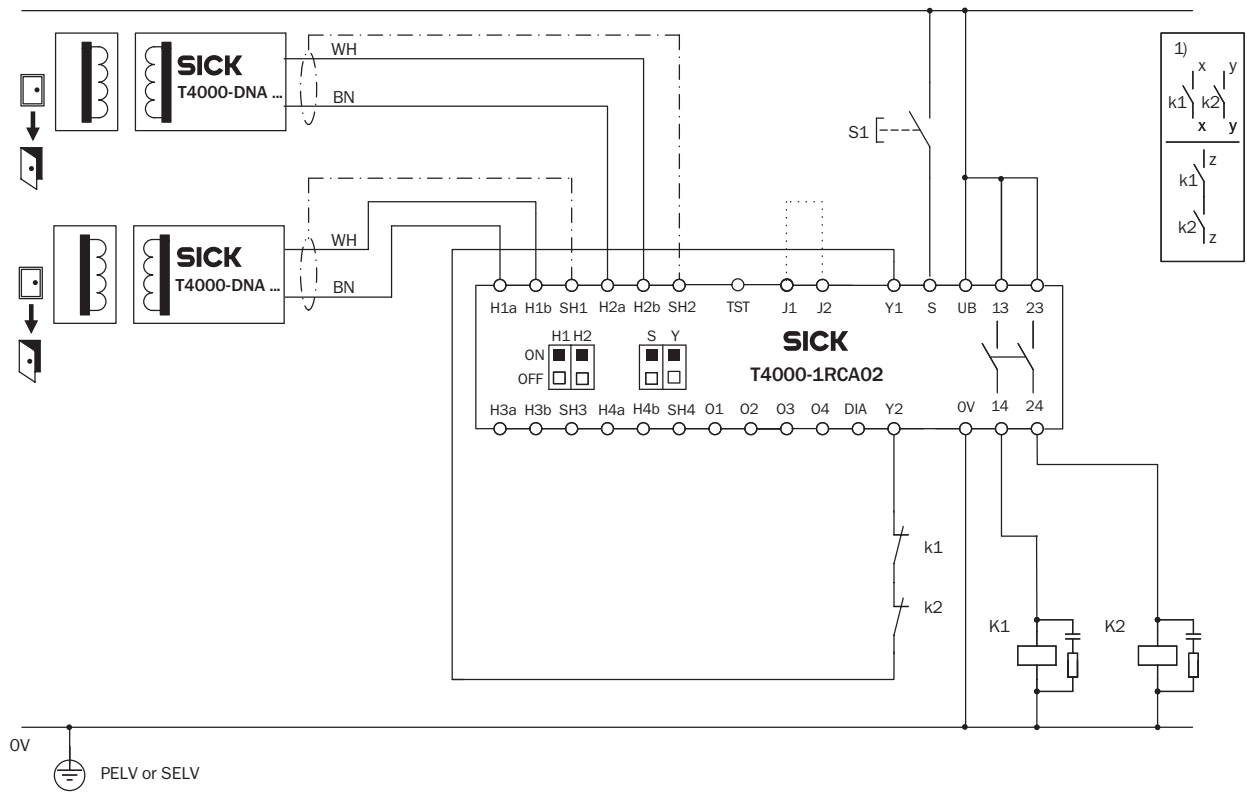 WH
SICK
T4000-DNA ...
BN
S1
1)
x y
k1 k2
x y
z
k1
k2
z
WH
SICK
T4000-DNA ...
BN
H1a H1b SH1 H2a H2b SH2 TST J1 J2 Y1 S UB 13 23
H1 H2 S Y
ON
OFF
SICK
T4000-1RCA02
H3a H3b SH3 H4a H4b SH4 O1 O2 O3 O4 DIA Y2 0V 14 24
k1
k2
K1 K2
0V
PELV or SELV